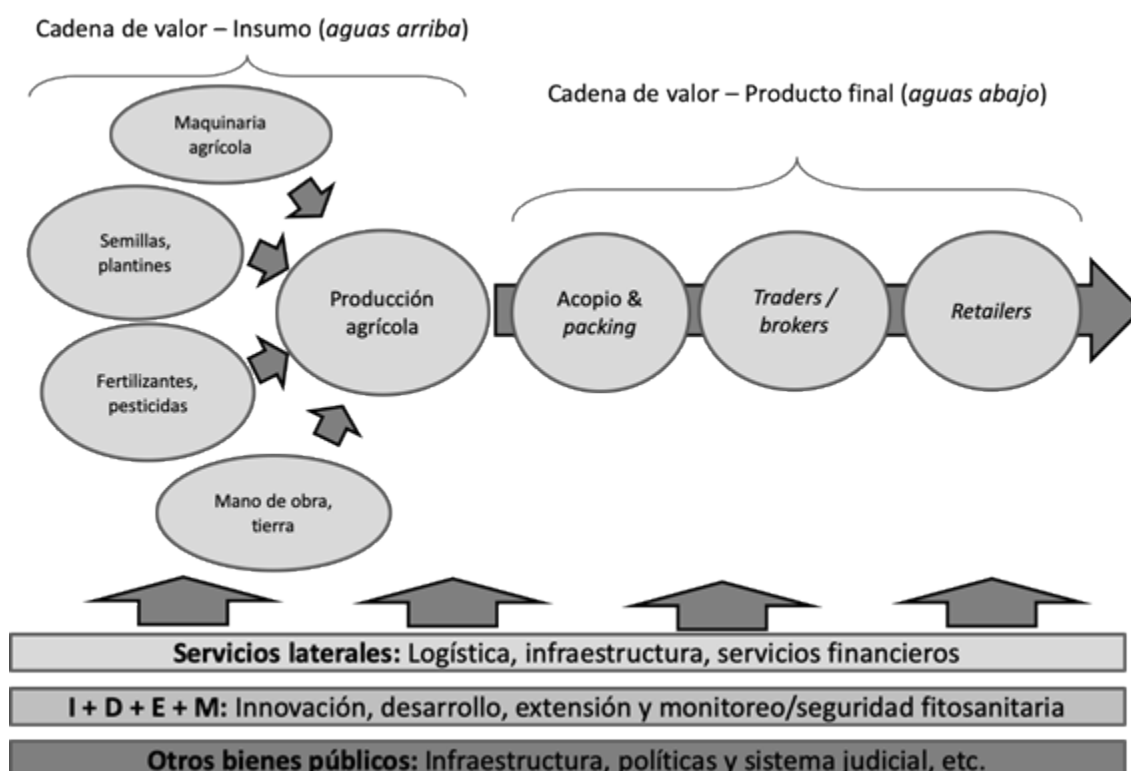 Cadena de valor – Insumo (aguas arriba)
Cadena de valor – Producto final (aguas abajo)
Maquinaria
agrícola
Semillas,
plantines
Fertilizantes,
pesticidas
Mano de obra,
tierra
Producción
agrícola
Acopio &
packing
Traders /
brokers
Retailers
Servicios laterales: Logística, infraestructura, servicios financieros
I + D + E + M: Innovación, desarrollo, extensión y monitoreo/seguridad fitosanitaria
Otros bienes públicos: Infraestructura, políticas y sistema judicial, etc.